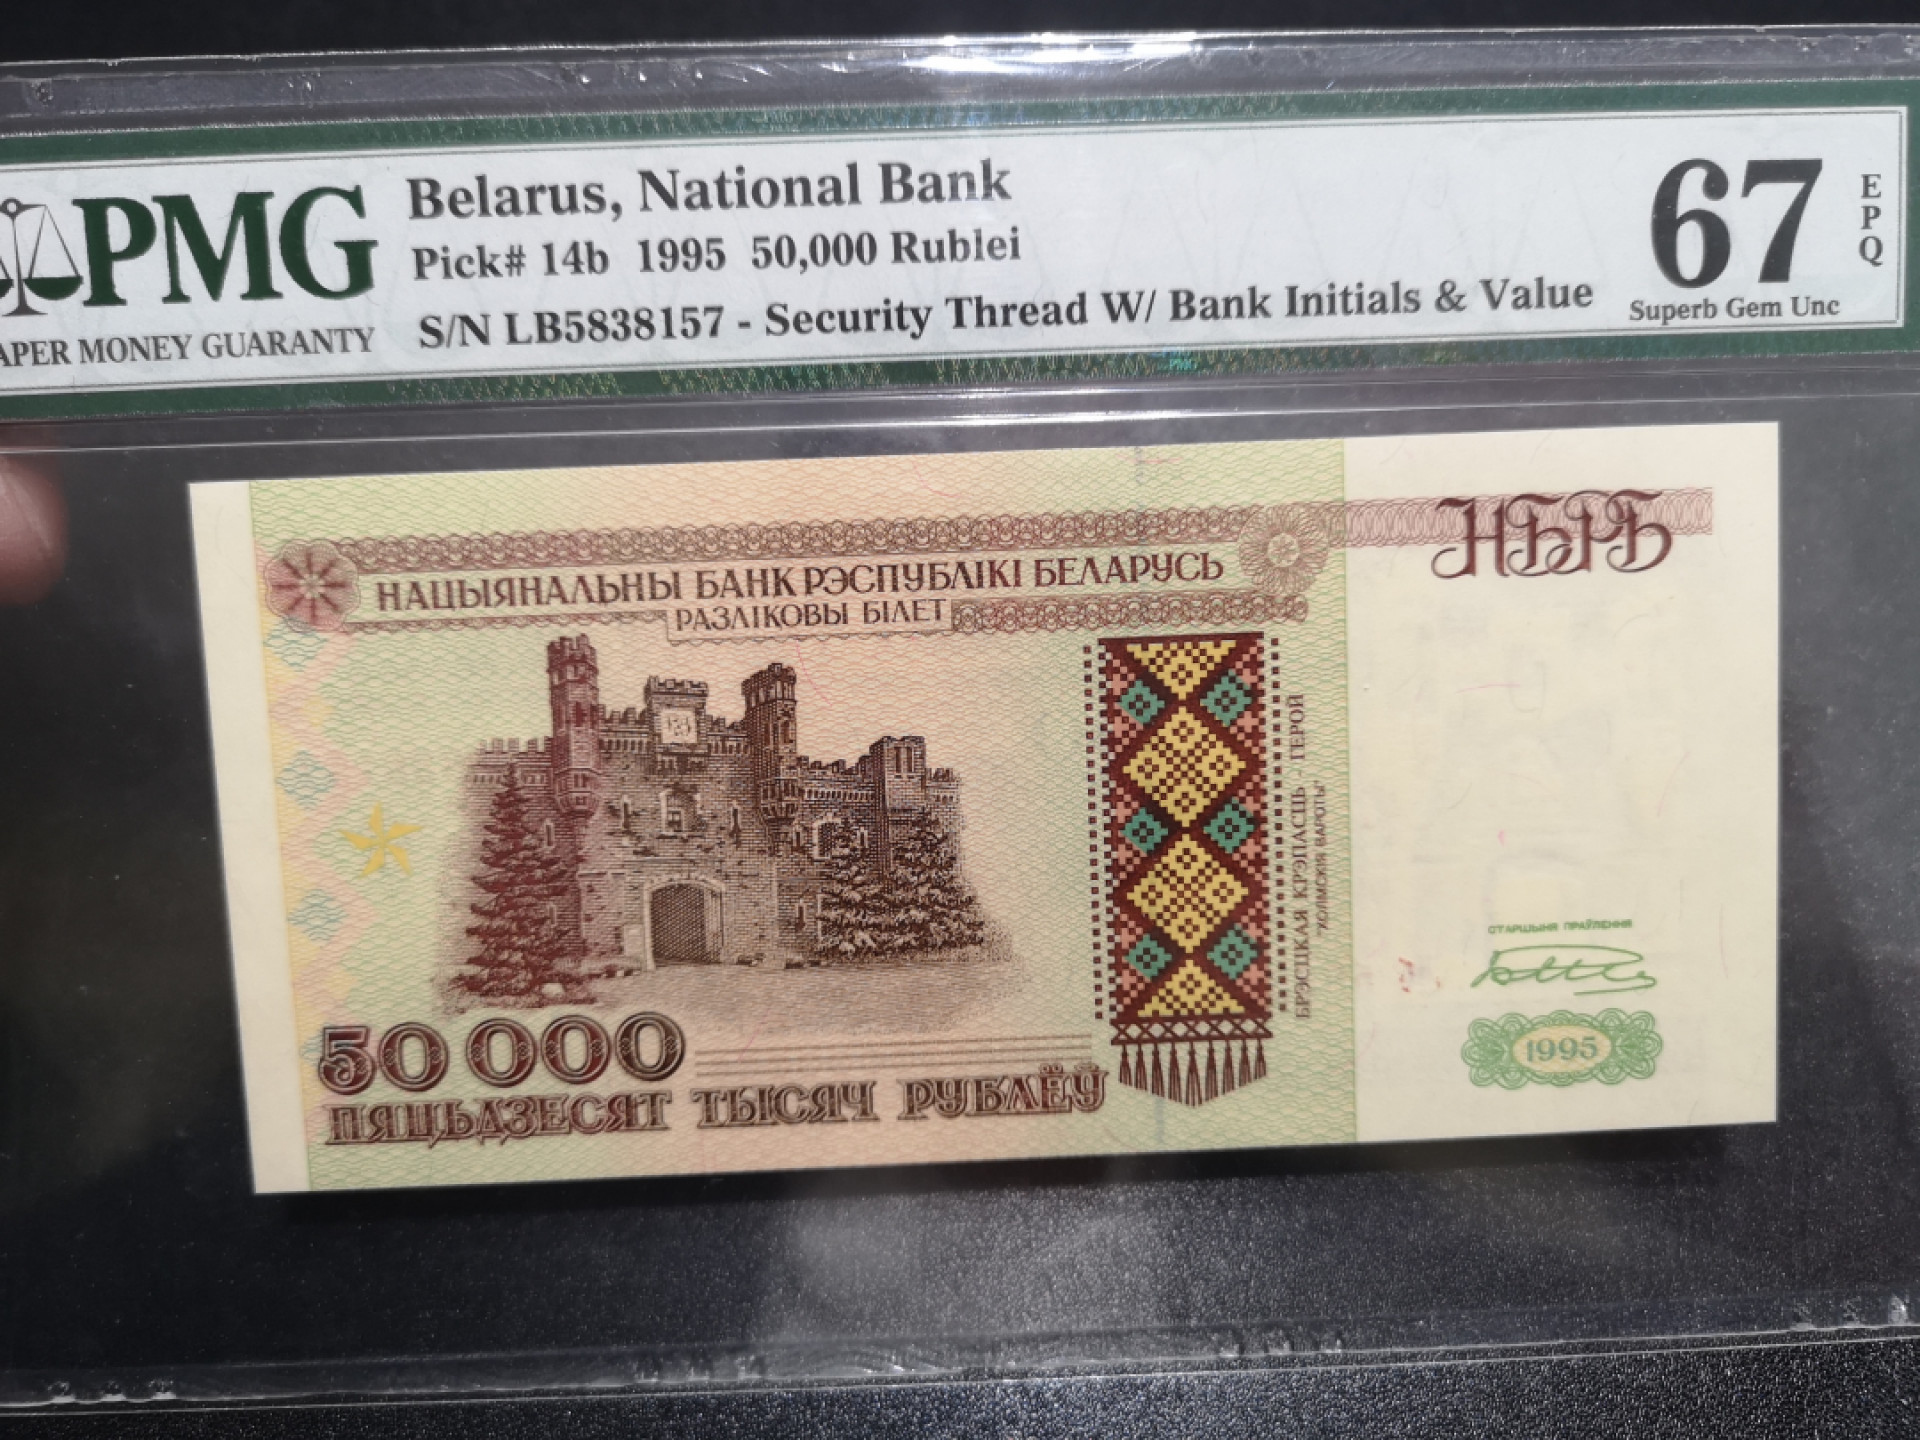 PMG
PAPER MONEY GUARANTY
Belarus, National Bank
Pick# 14b 1995 50,000 Rublei
S/N LB5838157 - Security Thread W/ Bank Initials & Value
67
EPQ
Superb Gem Unc
НАЦЫЯНАЛЬНЫ БАНК РЭСПУБЛІКІ БЕЛАРУСЬ
РАЗЛІКОВЫ БІЛЕТ
НБРБ
БРЭСЦКАЯ КРЭПАСЦЬ - ГЕРОЙ
"ХОЛМСКІЯ ВАРОТЫ"
СТАРШЫНЯ ПРАЎЛЕННЯ
1995
50 000
ПЯЦЬДЗЕСЯТ ТЫСЯЧ РУБЛЁЎ